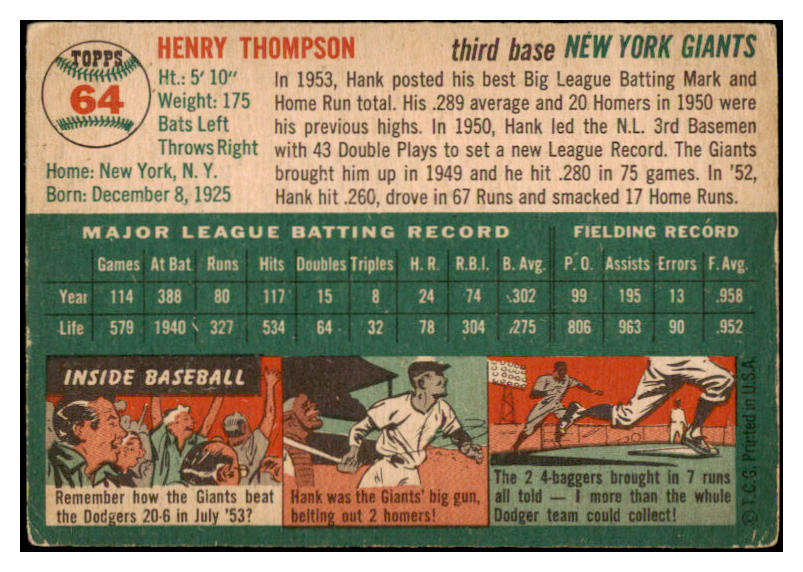 TOPPS
64
HENRY THOMPSON
third base NEW YORK GIANTS
Ht.: 5' 10"
Weight: 175
Bats Left
Throws Right
Home: New York, N. Y.
Born: December 8, 1925
In 1953, Hank posted his best Big League Batting Mark and
Home Run total. His .289 average and 20 Homers in 1950 were
his previous highs. In 1950, Hank led the N.L. 3rd Basemen
with 43 Double Plays to set a new League Record. The Giants
brought him up in 1949 and he hit .280 in 75 games. In '52,
Hank hit .260, drove in 67 Runs and smacked 17 Home Runs.
MAJOR LEAGUE BATTING RECORD FIELDING RECORD
Games At Bat Runs Hits Doubles Triples H. R. R.B.I. B. Avg. P. O. Assists Errors F. Avg.
Year 114 388 80 117 15 8 24 74 .302 99 195 13 .958
Life 579 1940 327 534 64 32 78 304 .275 806 963 90 .952
INSIDE BASEBALL
Remember how the Giants beat
the Dodgers 20-6 in July '53?
Hank was the Giants' big gun,
belting out 2 homers!
The 2 4-baggers brought in 7 runs
all told — 1 more than the whole
Dodger team could collect!
© T.C.G. Printed in U.S.A.